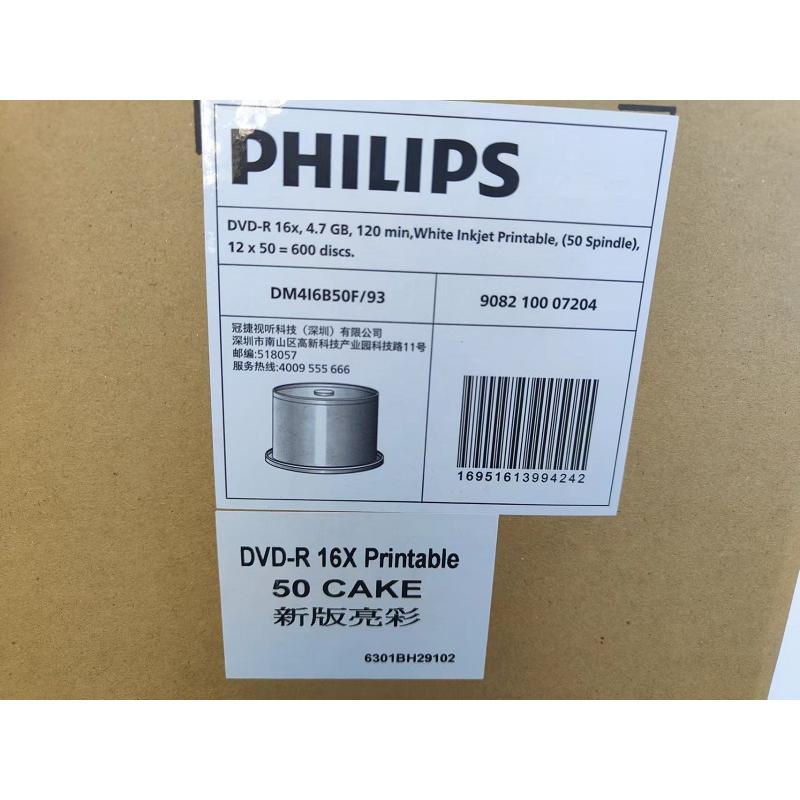 PHILIPS
DVD-R 16x, 4.7 GB, 120 min,White Inkjet Printable, (50 Spindle),
12 x 50 = 600 discs.
DM4I6B50F/93
9082 100 07204
冠捷视听科技（深圳）有限公司
深圳市南山区高新科技产业园科技路11号
邮编:518057
服务热线:4009 555 666
16951613994242
DVD-R 16X Printable
50 CAKE
新版亮彩
6301BH29102